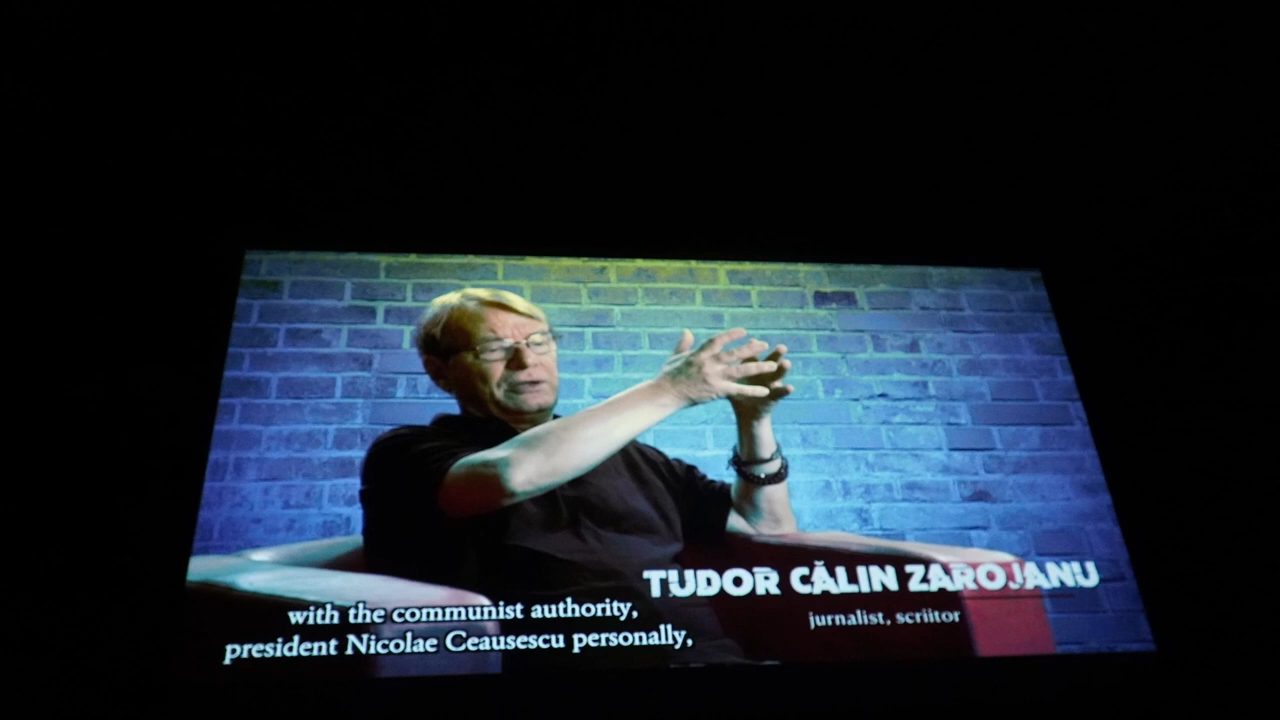 TUDOR CĂLIN ZAROJANU
jurnalist, scriitor
with the communist authority,
president Nicolae Ceausescu personally,